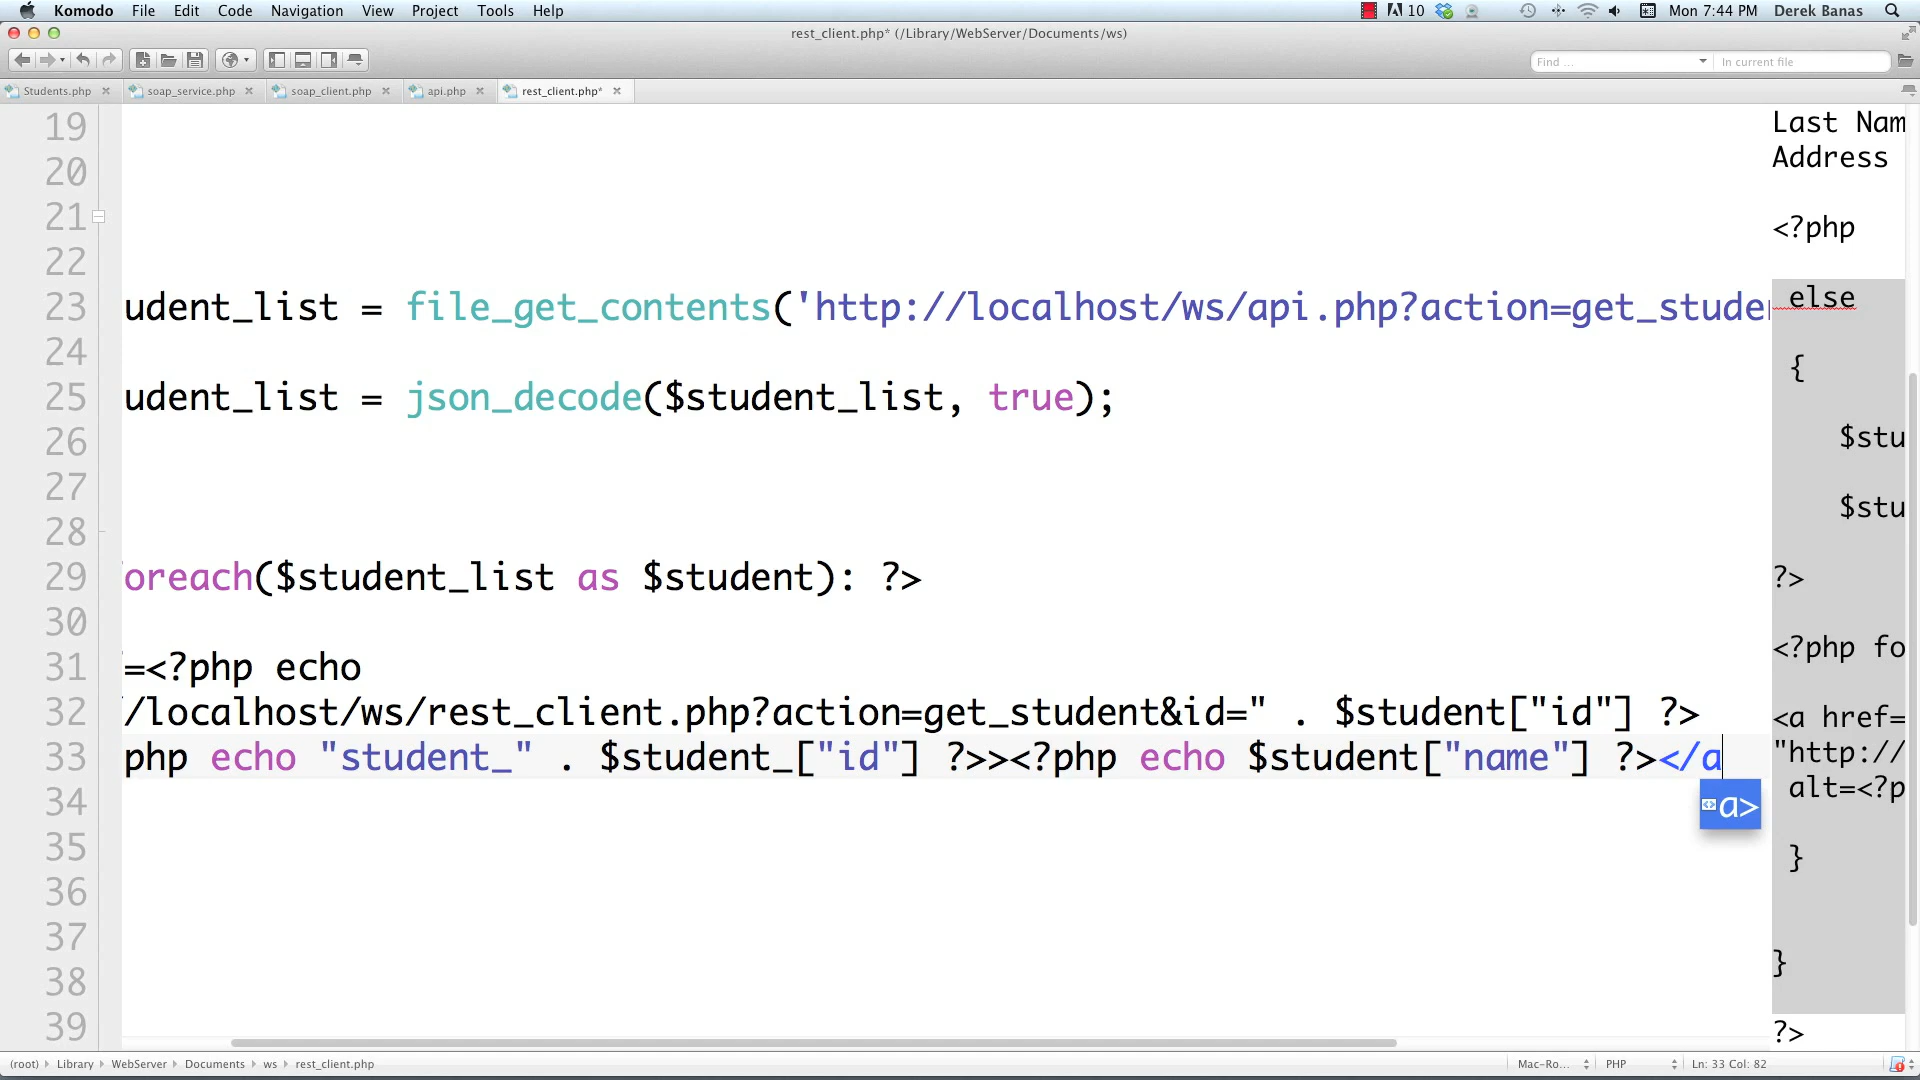 Komodo File Edit Code Navigation View Project Tools Help 10 Mon 7:44 PM Derek Banas
rest_client.php* (/Library/WebServer/Documents/ws)
Find ... In current file
Students.php soap_service.php soap_client.php api.php rest_client.php*
19
20
21
22
23 udent_list = file_get_contents('http://localhost/ws/api.php?action=get_studen
24
25 udent_list = json_decode($student_list, true);
26
27
28
29 oreach($student_list as $student): ?>
30
31 =<?php echo
32 //localhost/ws/rest_client.php?action=get_student&id=" . $student["id"] ?>
33 php echo "student_" . $student_["id"] ?>><?php echo $student["name"] ?></a
a>
34
35
36
37
38
39
Last Nam
Address
<?php
else
{
$stu
$stu
?>
<?php fo
<a href=
"http://
alt=<?p
}
}
?>
(root) Library WebServer Documents ws rest_client.php Mac-Ro... PHP Ln: 33 Col: 82